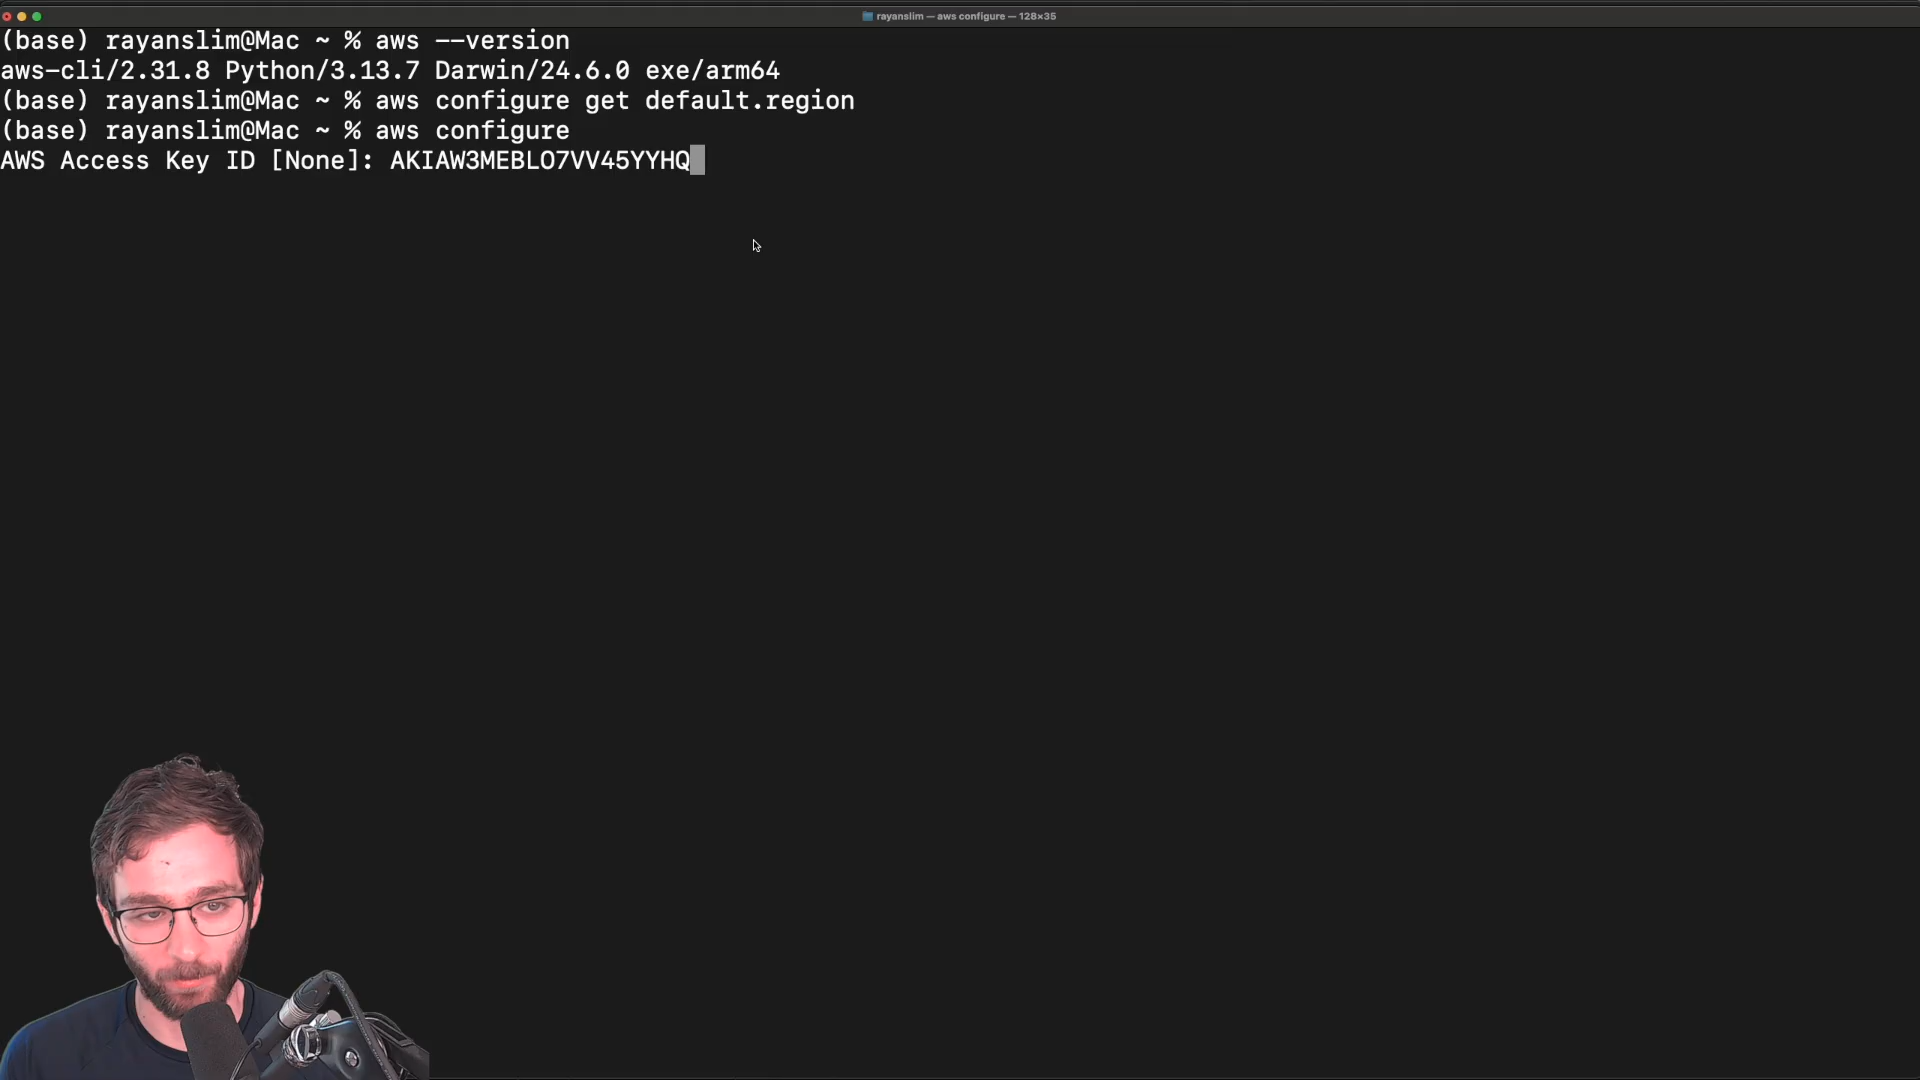 rayanslim — aws configure — 128×35
(base) rayanslim@Mac ~ % aws --version
aws-cli/2.31.8 Python/3.13.7 Darwin/24.6.0 exe/arm64
(base) rayanslim@Mac ~ % aws configure get default.region
(base) rayanslim@Mac ~ % aws configure
AWS Access Key ID [None]: AKIAW3MEBLO7VV45YYHQ